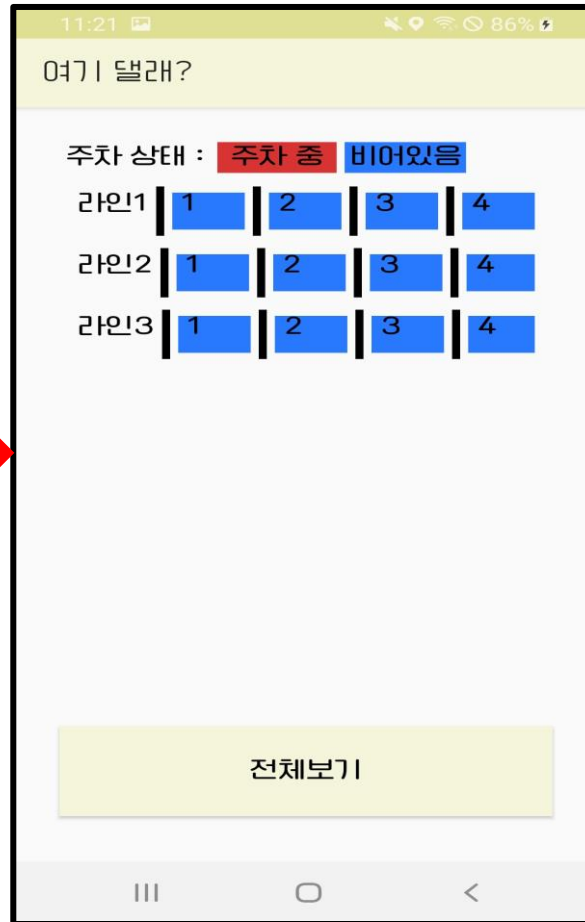 11:21 86%
여기 댈래?
주차 상태 : 주차 중 비어있음
라인1 1 2 3 4
라인2 1 2 3 4
라인3 1 2 3 4
전체보기